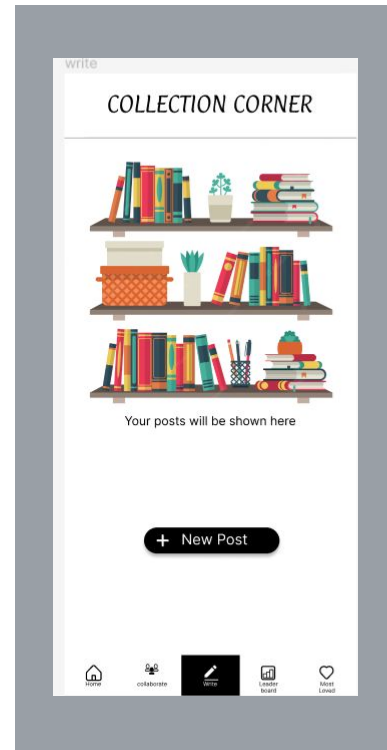 write
COLLECTION CORNER
Your posts will be shown here
+ New Post
Home
collaborate
Write
Leader
board
Most
Loved